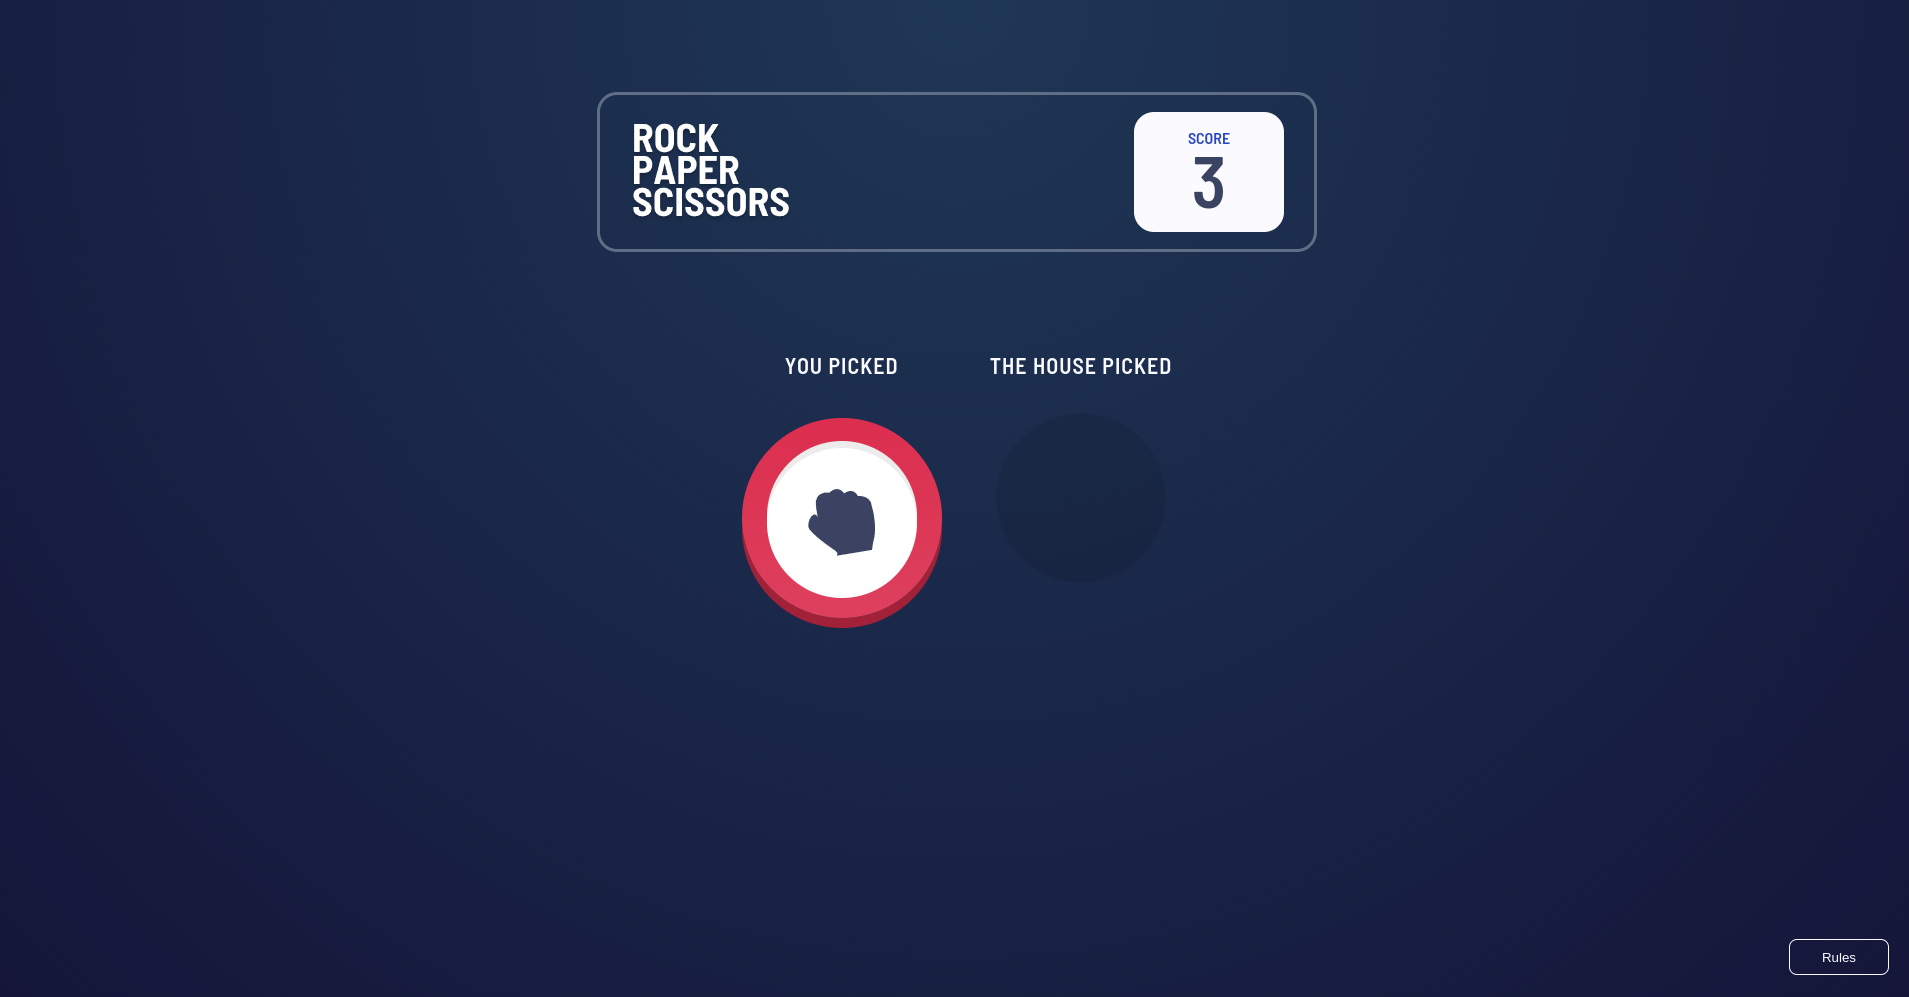 ROCK
PAPER
SCISSORS
SCORE
3
YOU PICKED
THE HOUSE PICKED
Rules